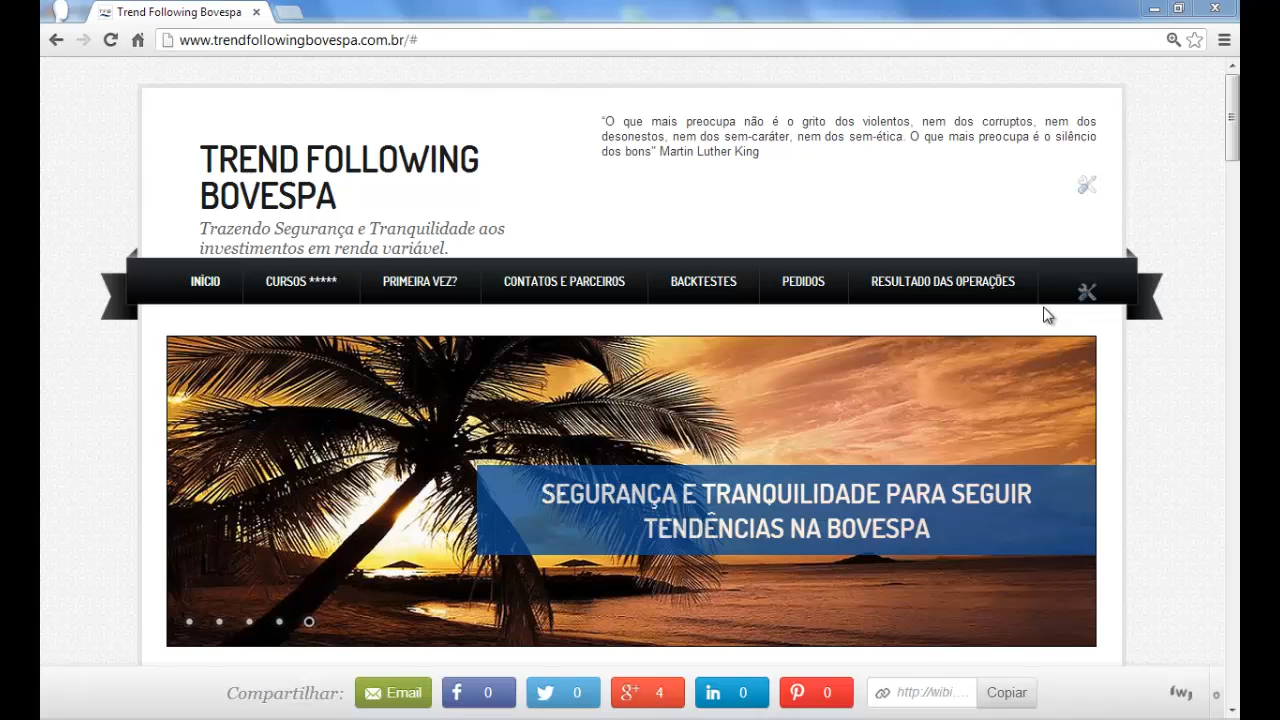 Trend Following Bovespa
www.trendfollowingbovespa.com.br/#
“O que mais preocupa não é o grito dos violentos, nem dos corruptos, nem dos
desonestos, nem dos sem-caráter, nem dos sem-ética. O que mais preocupa é o silêncio
dos bons” Martin Luther King
TREND FOLLOWING
BOVESPA
Trazendo Segurança e Tranquilidade aos
investimentos em renda variável.
INÍCIO CURSOS ***** PRIMEIRA VEZ? CONTATOS E PARCEIROS BACKTESTES PEDIDOS RESULTADO DAS OPERAÇÕES
SEGURANÇA E TRANQUILIDADE PARA SEGUIR
TENDÊNCIAS NA BOVESPA
Compartilhar: Email 0 0 4 0 0 http://wibi.... Copiar